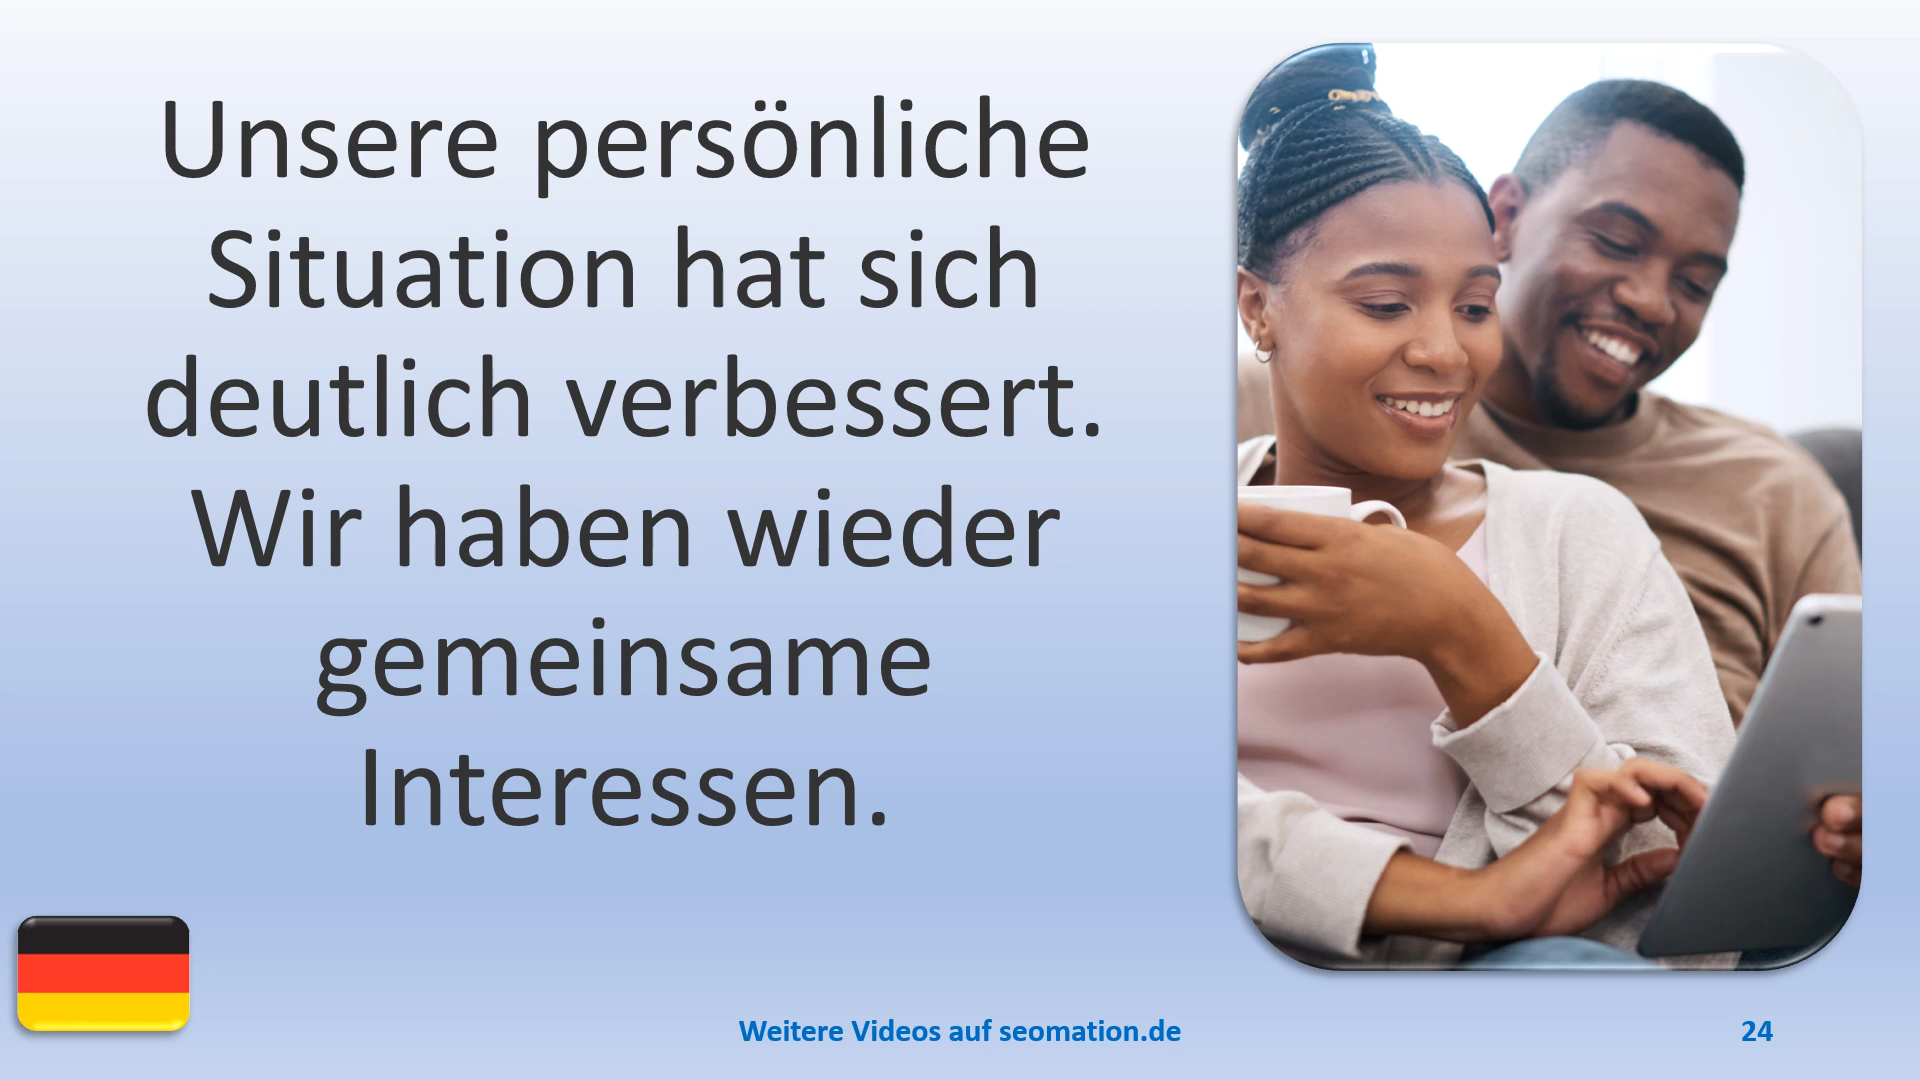 Unsere persönliche
Situation hat sich
deutlich verbessert.
Wir haben wieder
gemeinsame
Interessen.
Weitere Videos auf seomation.de
24